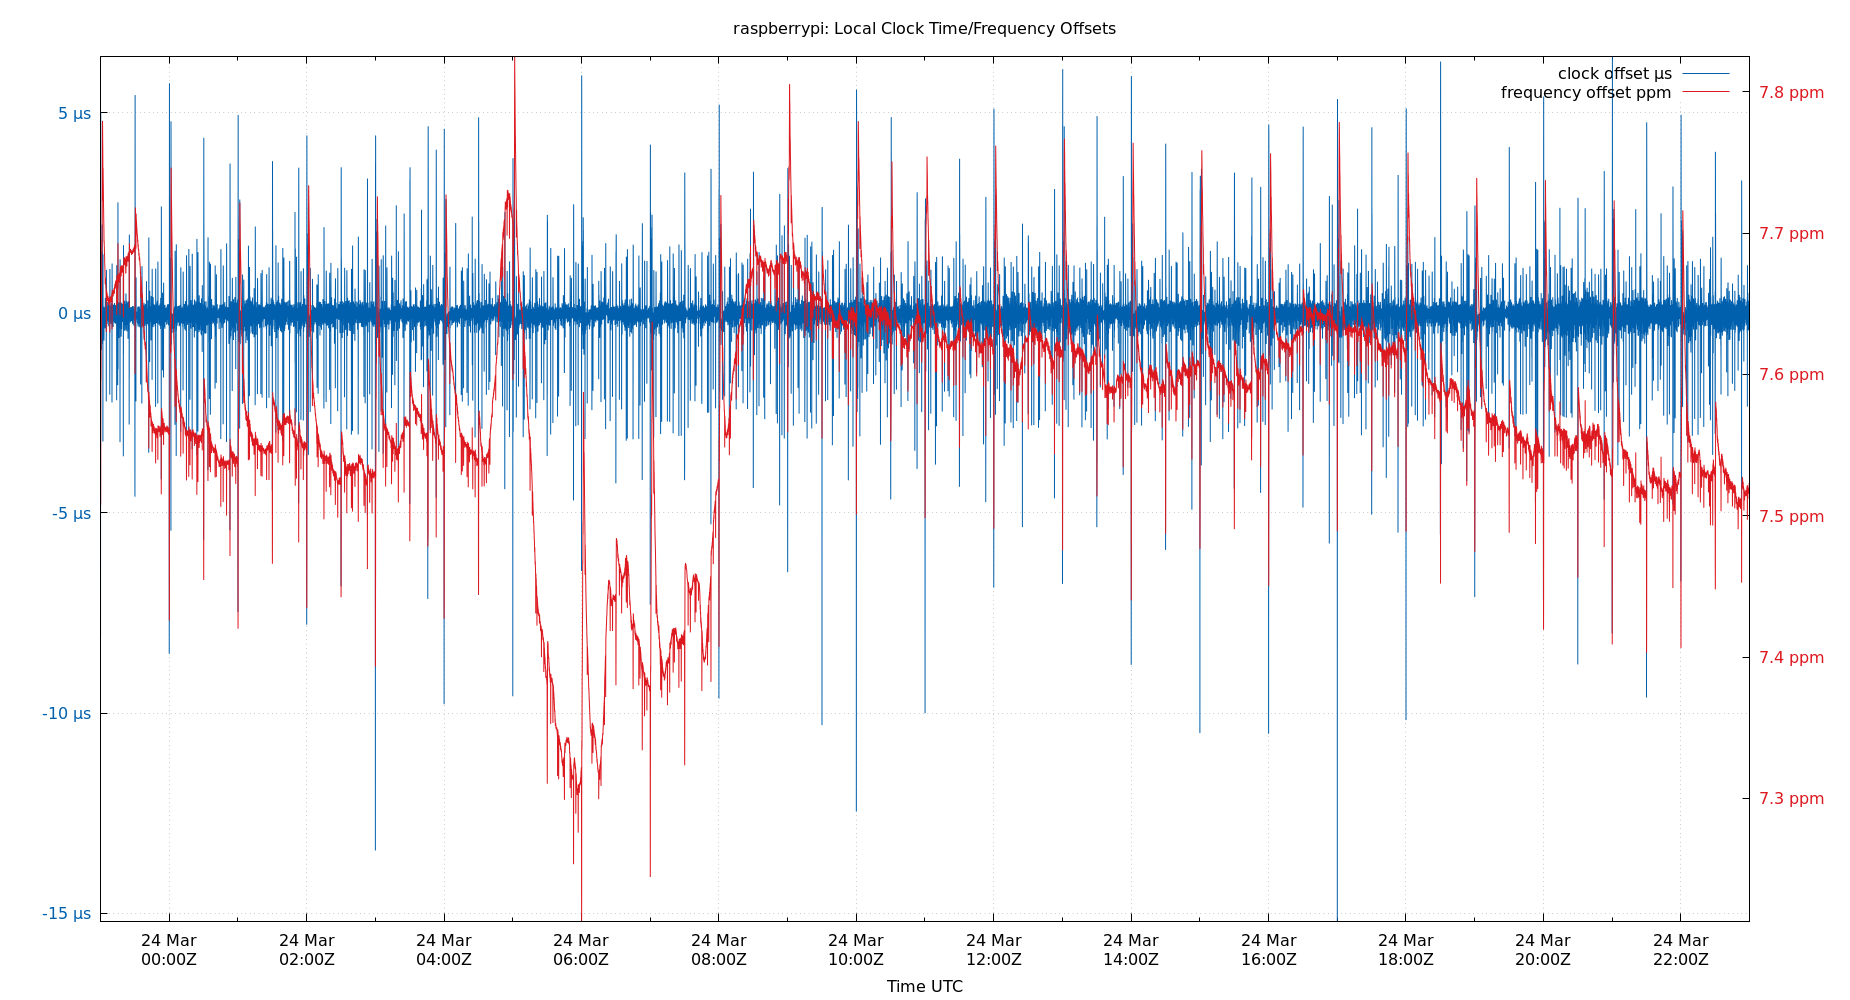 raspberrypi: Local Clock Time/Frequency Offsets
clock offset µs
frequency offset ppm
5 µs
0 µs
-5 µs
-10 µs
-15 µs
7.8 ppm
7.7 ppm
7.6 ppm
7.5 ppm
7.4 ppm
7.3 ppm
24 Mar 24 Mar 24 Mar 24 Mar 24 Mar 24 Mar 24 Mar 24 Mar 24 Mar 24 Mar 24 Mar 24 Mar
00:00Z 02:00Z 04:00Z 06:00Z 08:00Z 10:00Z 12:00Z 14:00Z 16:00Z 18:00Z 20:00Z 22:00Z
Time UTC